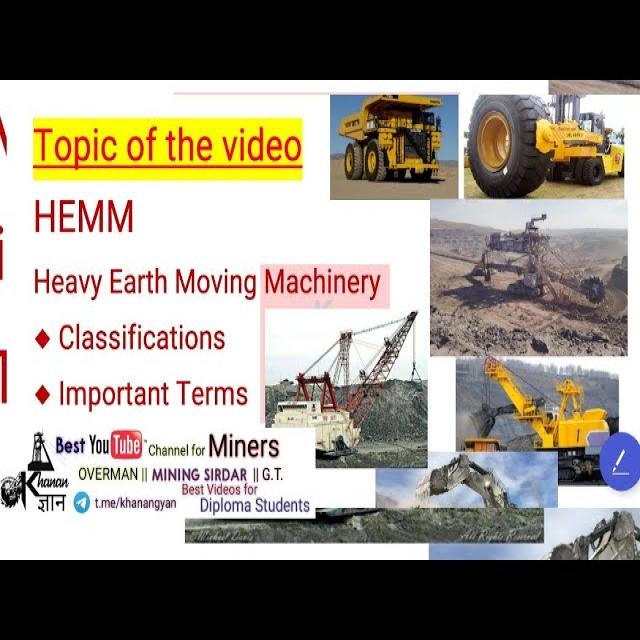 Topic of the video
HEMM
Heavy Earth Moving Machinery
◆ Classifications
◆ Important Terms
Best YouTube Channel for Miners
OVERMAN || MINING SIRDAR || G.T.
Best Videos for
Diploma Students
Khanan
ज्ञान
t.me/khanangyan